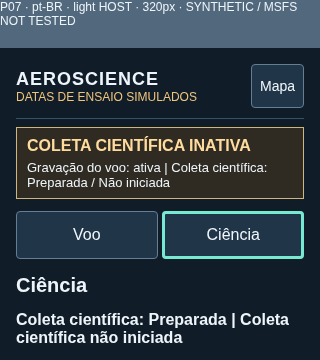 P07 · pt-BR · light HOST · 320px · SYNTHETIC / MSFS
NOT TESTED
AEROSCIENCE
DATAS DE ENSAIO SIMULADOS
Mapa
COLETA CIENTÍFICA INATIVA
Gravação do voo: ativa | Coleta científica:
Preparada / Não iniciada
Voo
Ciência
Ciência
Coleta científica: Preparada | Coleta
científica não iniciada